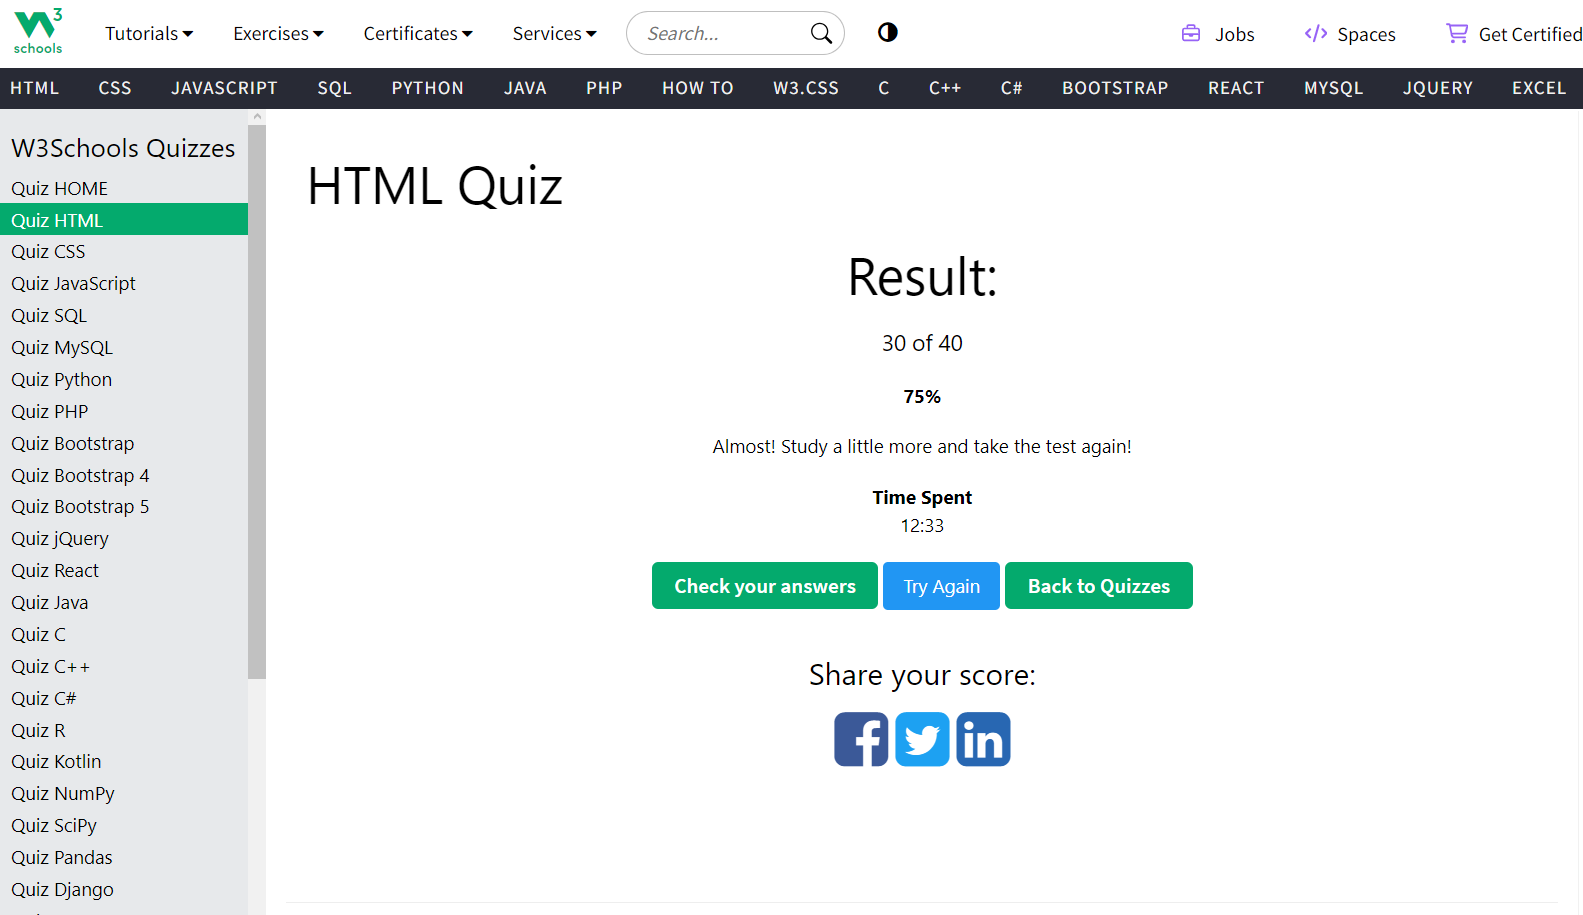 W3
schools
Tutorials Exercises Certificates Services Search... Jobs </> Spaces Get Certified
HTML CSS JAVASCRIPT SQL PYTHON JAVA PHP HOW TO W3.CSS C C++ C# BOOTSTRAP REACT MYSQL JQUERY EXCEL
W3Schools Quizzes
Quiz HOME
Quiz HTML
Quiz CSS
Quiz JavaScript
Quiz SQL
Quiz MySQL
Quiz Python
Quiz PHP
Quiz Bootstrap
Quiz Bootstrap 4
Quiz Bootstrap 5
Quiz jQuery
Quiz React
Quiz Java
Quiz C
Quiz C++
Quiz C#
Quiz R
Quiz Kotlin
Quiz NumPy
Quiz SciPy
Quiz Pandas
Quiz Django
HTML Quiz
Result:
30 of 40
75%
Almost! Study a little more and take the test again!
Time Spent
12:33
Check your answers Try Again Back to Quizzes
Share your score:
f in